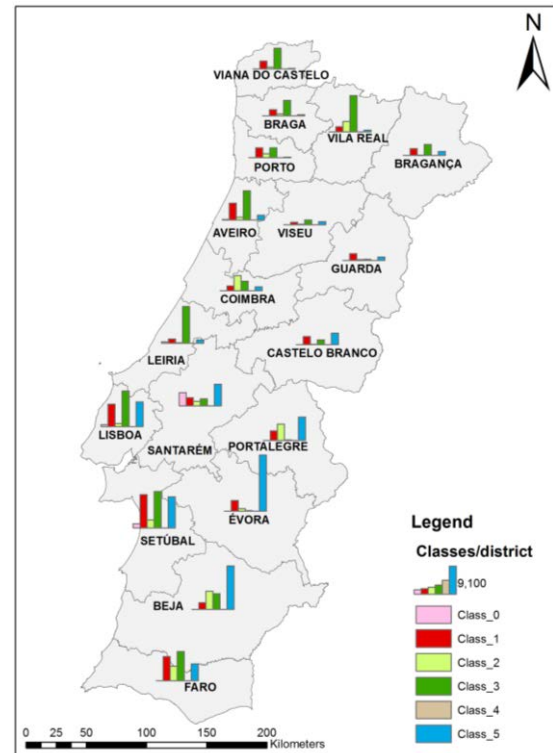 N
VIANA DO CASTELO
BRAGA
VILA REAL
BRAGANÇA
PORTO
AVEIRO
VISEU
GUARDA
COIMBRA
LEIRIA
CASTELO BRANCO
LISBOA
SANTARÉM
PORTALEGRE
ÉVORA
SETÚBAL
BEJA
FARO
Legend
Classes/district
9,100
Class_0
Class_1
Class_2
Class_3
Class_4
Class_5
0 25 50 100 150 200
Kilometers